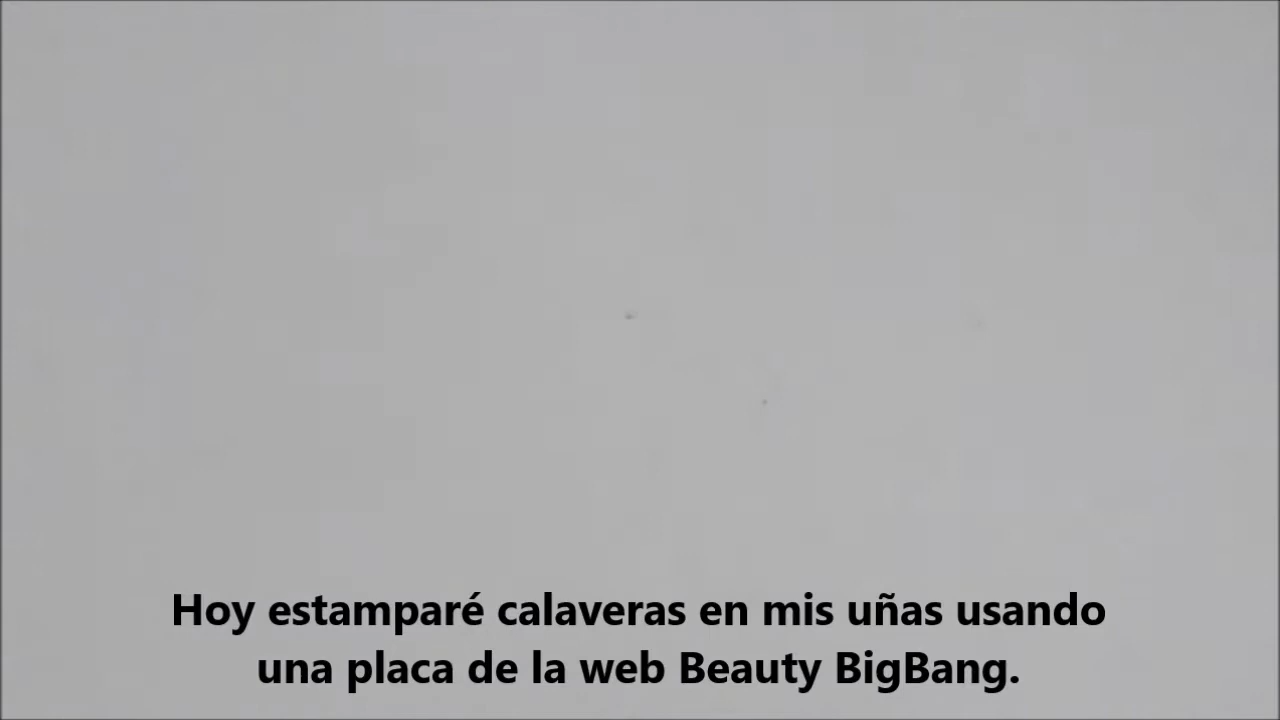 Hoy estamparé calaveras en mis uñas usando
una placa de la web Beauty BigBang.